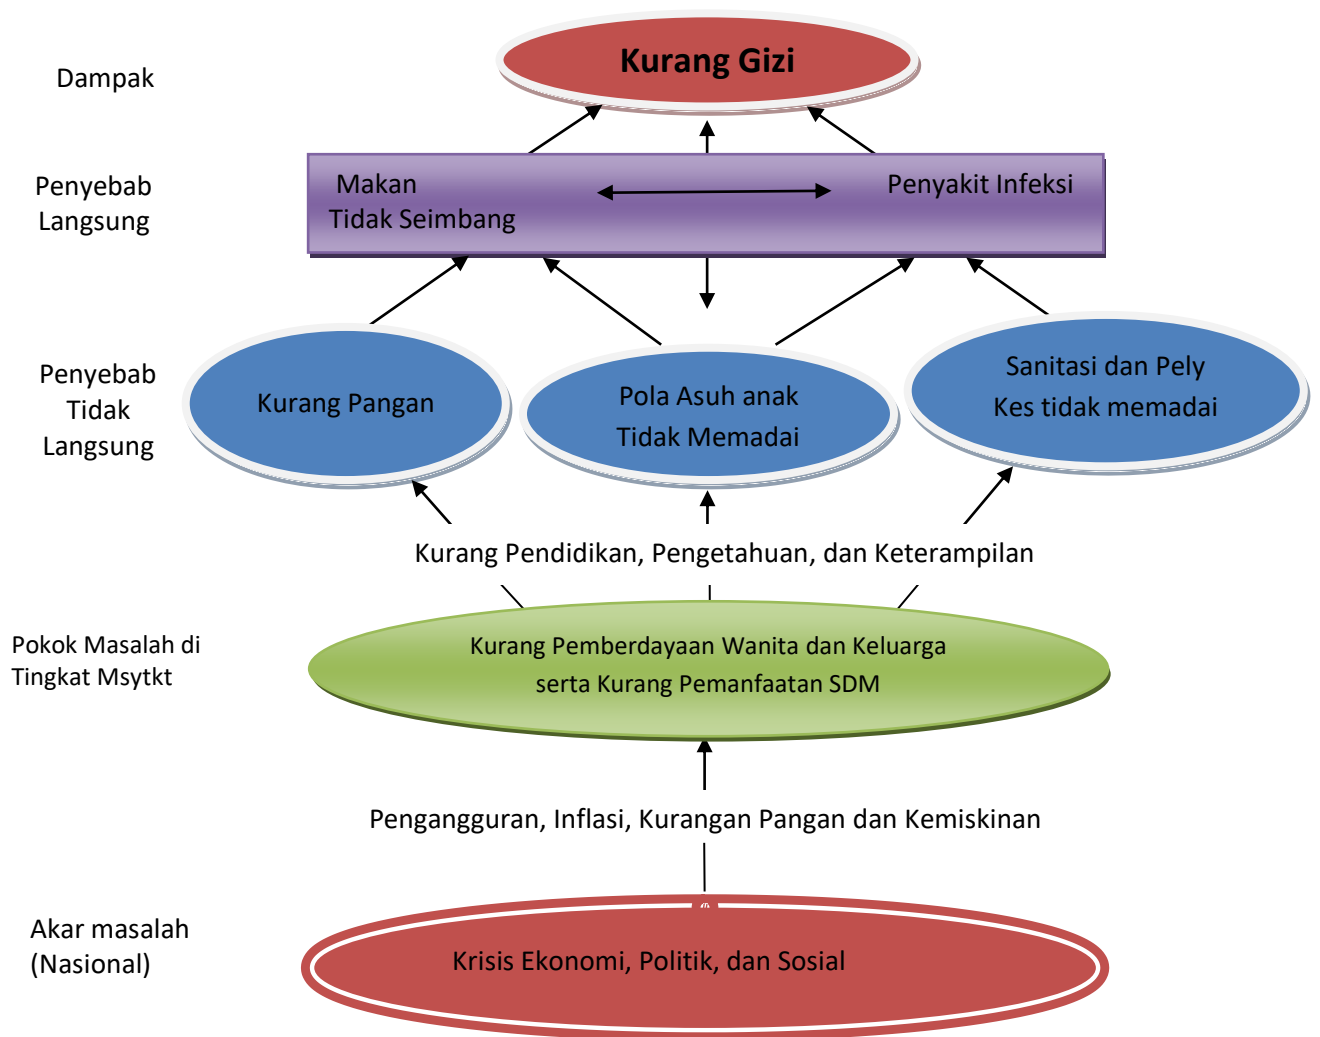 Dampak
Kurang Gizi
Penyebab
Langsung
Makan
Tidak Seimbang
Penyakit Infeksi
Penyebab
Tidak
Langsung
Kurang Pangan
Pola Asuh anak
Tidak Memadai
Sanitasi dan Pely
Kes tidak memadai
Kurang Pendidikan, Pengetahuan, dan Keterampilan
Pokok Masalah di
Tingkat Msytkt
Kurang Pemberdayaan Wanita dan Keluarga
serta Kurang Pemanfaatan SDM
Pengangguran, Inflasi, Kurangan Pangan dan Kemiskinan
Akar masalah
(Nasional)
Krisis Ekonomi, Politik, dan Sosial